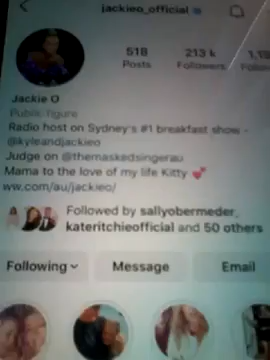 jackieo_official
518 213 k
Posts Followers
Jackie O
Public figure
Radio host on Sydney's #1 breakfast show -
@kyleandjackieo
Judge on @themaskedsingerau
Mama to the love of my life Kitty 💕
ww.com/au/jackieo/
Followed by sallyobermeder,
kateritchieofficial and 50 others
Following Message Email